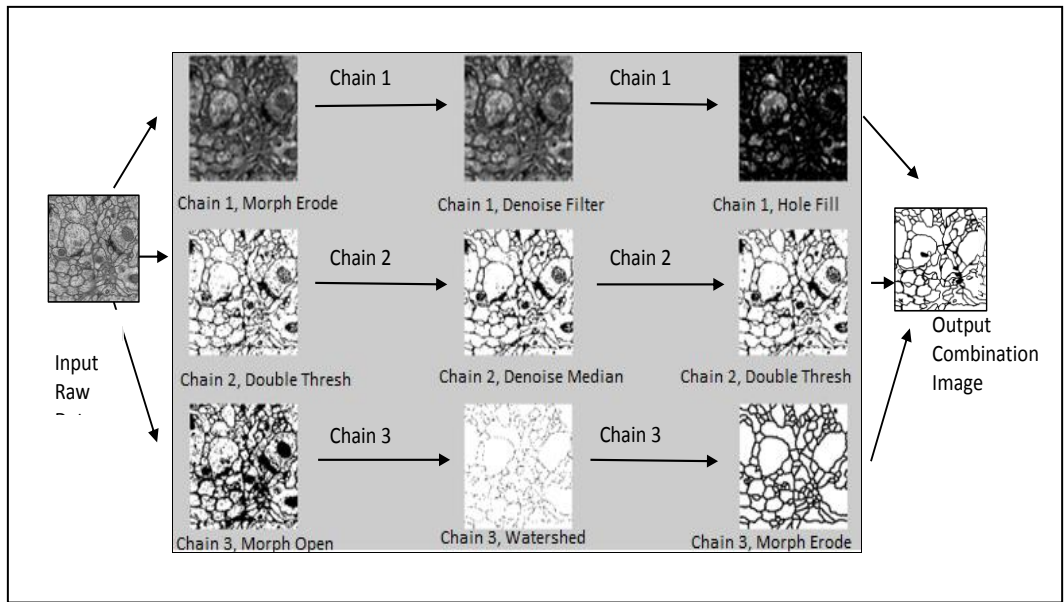 Chain 1
Chain 1
Chain 1, Morph Erode
Chain 1, Denoise Filter
Chain 1, Hole Fill
Chain 2
Chain 2
Chain 2, Double Thresh
Chain 2, Denoise Median
Chain 2, Double Thresh
Chain 3
Chain 3
Chain 3, Morph Open
Chain 3, Watershed
Chain 3, Morph Erode
Input
Raw
Output
Combination
Image